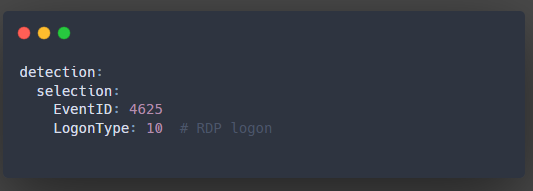 detection:
  selection:
    EventID: 4625
    LogonType: 10  # RDP logon